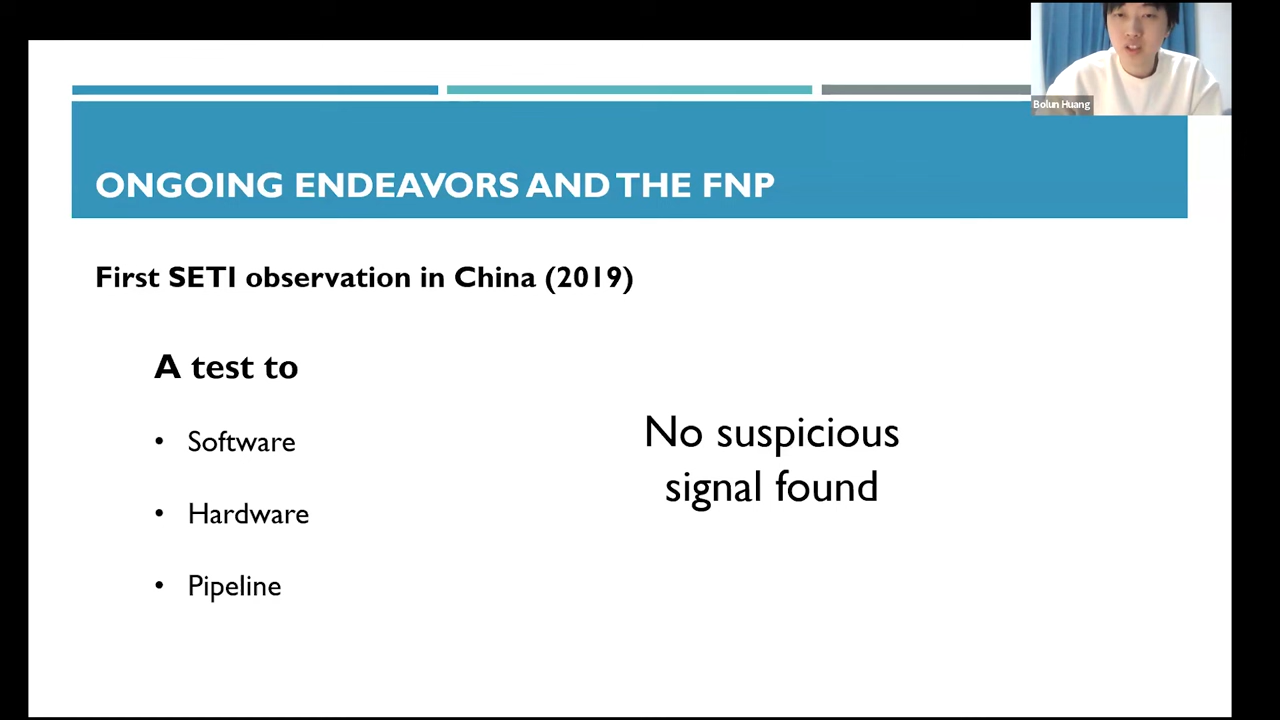 Bolun Huang
ONGOING ENDEAVORS AND THE FNP
First SETI observation in China (2019)
A test to
• Software
• Hardware
• Pipeline
No suspicious
signal found